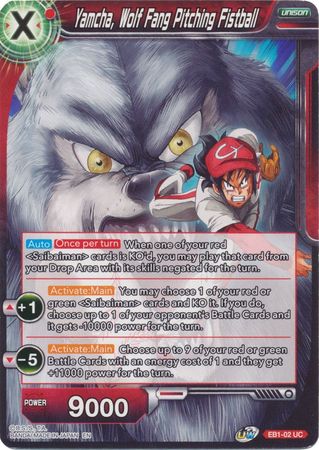 X
Yamcha, Wolf Fang Pitching Fistball
UNISON
Auto Once per turn When one of your red
<Saibaiman> cards is KO'd, you may play that card from
your Drop Area with its skills negated for the turn.
+1 Activate:Main You may choose 1 of your red or
green <Saibaiman> cards and KO it. If you do,
choose up to 1 of your opponent's Battle Cards and
it gets -10000 power for the turn.
-5 Activate:Main Choose up to 9 of your red or green
Battle Cards with an energy cost of 1 and they get
+11000 power for the turn.
POWER 9000
©B.S./S., T.A.
BANDAI MADE IN JAPAN EN
EB1-02 UC